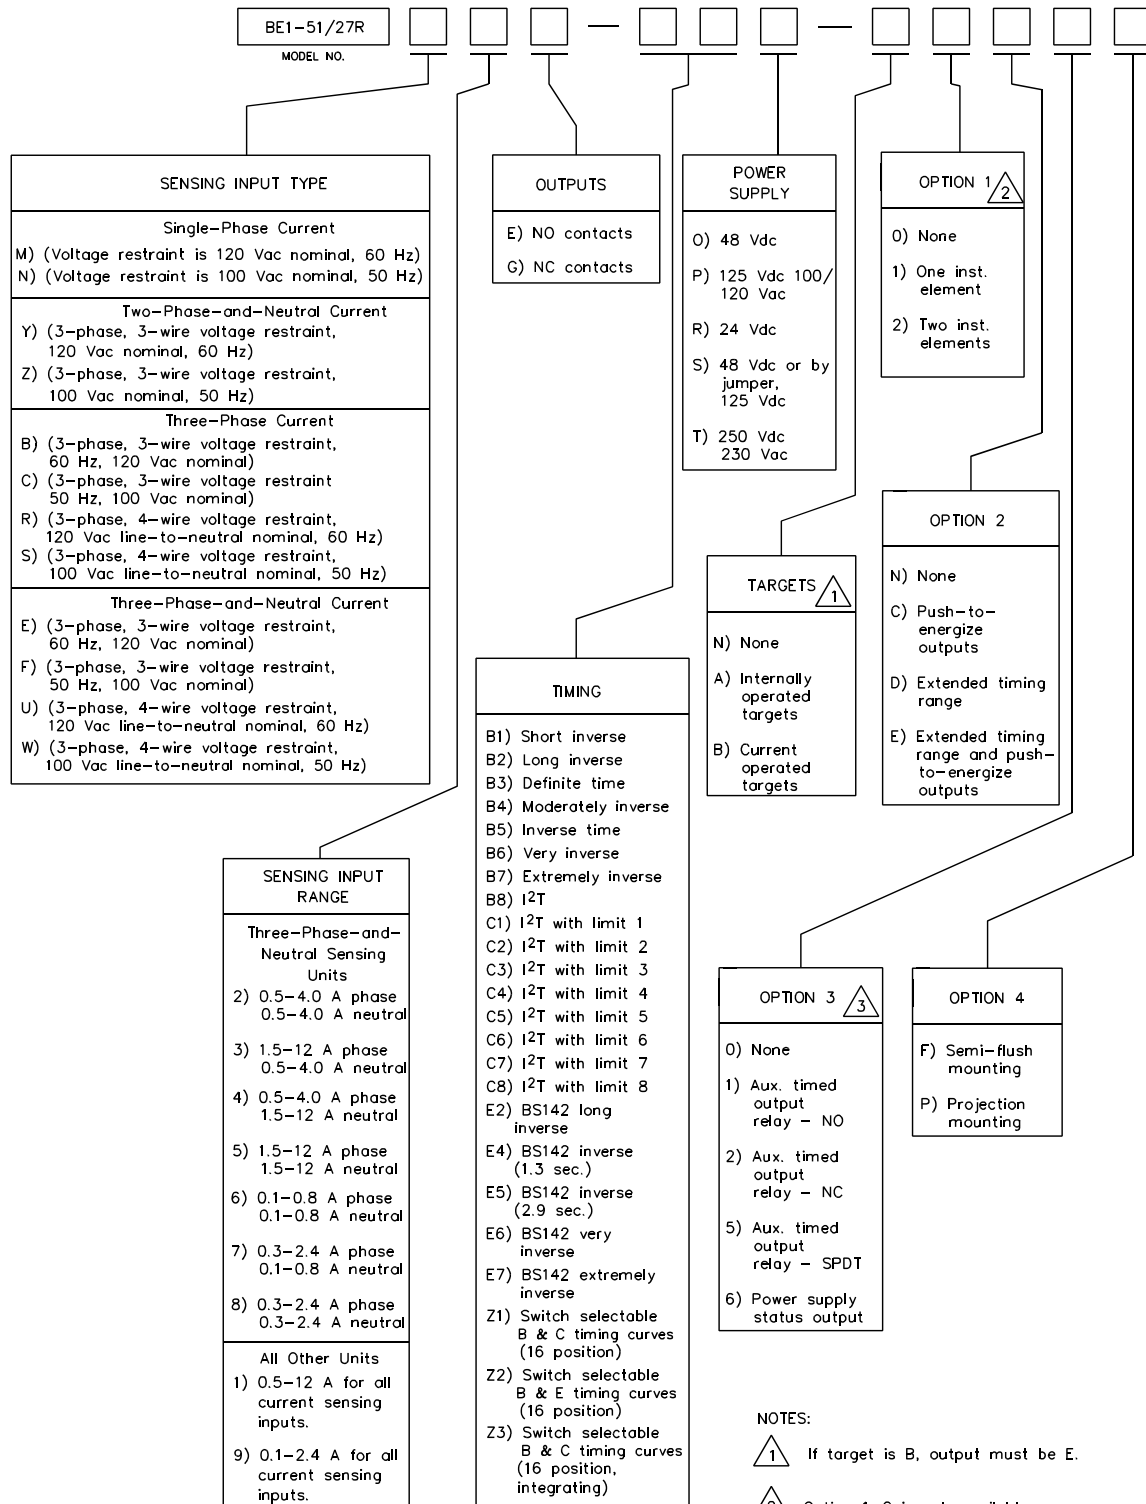 BE1-51/27R
MODEL NO.
SENSING INPUT TYPE
Single-Phase Current
M) (Voltage restraint is 120 Vac nominal, 60 Hz)
N) (Voltage restraint is 100 Vac nominal, 50 Hz)
Two-Phase-and-Neutral Current
Y) (3-phase, 3-wire voltage restraint,
120 Vac nominal, 60 Hz)
Z) (3-phase, 3-wire voltage restraint,
100 Vac nominal, 50 Hz)
Three-Phase Current
B) (3-phase, 3-wire voltage restraint,
60 Hz, 120 Vac nominal)
C) (3-phase, 3-wire voltage restraint
50 Hz, 100 Vac nominal)
R) (3-phase, 4-wire voltage restraint,
120 Vac line-to-neutral nominal, 60 Hz)
S) (3-phase, 4-wire voltage restraint,
100 Vac line-to-neutral nominal, 50 Hz)
Three-Phase-and-Neutral Current
E) (3-phase, 3-wire voltage restraint,
60 Hz, 120 Vac nominal)
F) (3-phase, 3-wire voltage restraint,
50 Hz, 100 Vac nominal)
U) (3-phase, 4-wire voltage restraint,
120 Vac line-to-neutral nominal, 60 Hz)
W) (3-phase, 4-wire voltage restraint,
100 Vac line-to-neutral nominal, 50 Hz)
OUTPUTS
E) NO contacts
G) NC contacts
POWER
SUPPLY
O) 48 Vdc
P) 125 Vdc 100/
120 Vac
R) 24 Vdc
S) 48 Vdc or by
jumper,
125 Vdc
T) 250 Vdc
230 Vac
OPTION 1 2
0) None
1) One inst.
element
2) Two inst.
elements
OPTION 2
N) None
C) Push-to-
energize
outputs
D) Extended timing
range
E) Extended timing
range and push-
to-energize
outputs
TARGETS 1
N) None
A) Internally
operated
targets
B) Current
operated
targets
TIMING
B1) Short inverse
B2) Long inverse
B3) Definite time
B4) Moderately inverse
B5) Inverse time
B6) Very inverse
B7) Extremely inverse
B8) I²T
C1) I²T with limit 1
C2) I²T with limit 2
C3) I²T with limit 3
C4) I²T with limit 4
C5) I²T with limit 5
C6) I²T with limit 6
C7) I²T with limit 7
C8) I²T with limit 8
E2) BS142 long
inverse
E4) BS142 inverse
(1.3 sec.)
E5) BS142 inverse
(2.9 sec.)
E6) BS142 very
inverse
E7) BS142 extremely
inverse
Z1) Switch selectable
B & C timing curves
(16 position)
Z2) Switch selectable
B & E timing curves
(16 position)
Z3) Switch selectable
B & C timing curves
(16 position,
integrating)
SENSING INPUT
RANGE
Three-Phase-and-
Neutral Sensing
Units
2) 0.5-4.0 A phase
0.5-4.0 A neutral
3) 1.5-12 A phase
0.5-4.0 A neutral
4) 0.5-4.0 A phase
1.5-12 A neutral
5) 1.5-12 A phase
1.5-12 A neutral
6) 0.1-0.8 A phase
0.1-0.8 A neutral
7) 0.3-2.4 A phase
0.1-0.8 A neutral
8) 0.3-2.4 A phase
0.3-2.4 A neutral
All Other Units
1) 0.5-12 A for all
current sensing
inputs.
9) 0.1-2.4 A for all
current sensing
inputs.
OPTION 3 3
0) None
1) Aux. timed
output
relay - NO
2) Aux. timed
output
relay - NC
5) Aux. timed
output
relay - SPDT
6) Power supply
status output
OPTION 4
F) Semi-flush
mounting
P) Projection
mounting
NOTES:
1 If target is B, output must be E.